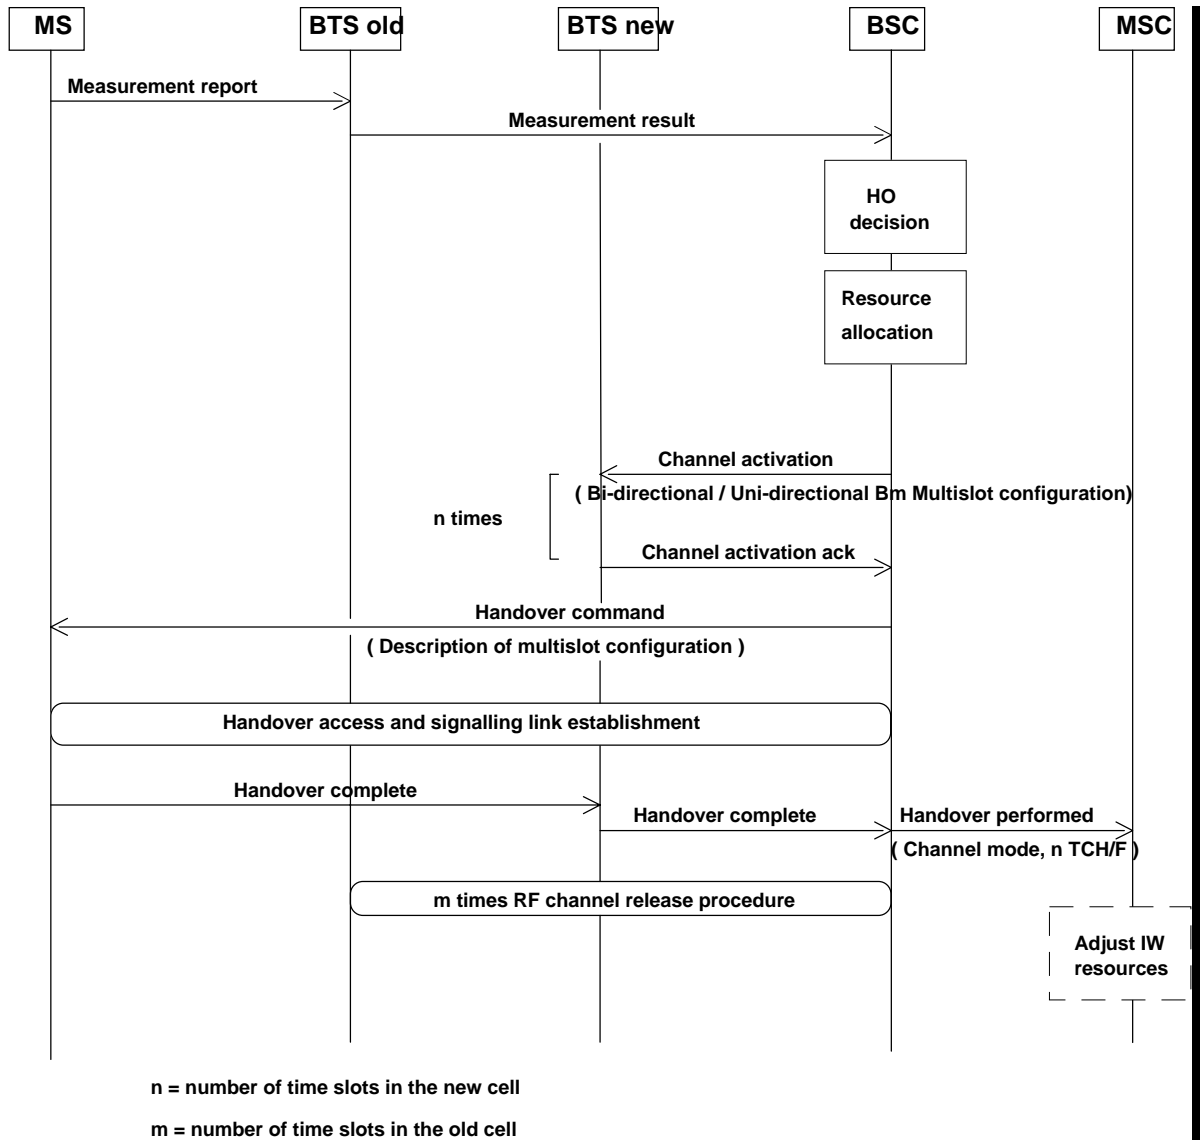 MS
BTS old
BTS new
BSC
MSC
Measurement report
Measurement result
HO
decision
Resource
allocation
Channel activation
( Bi-directional / Uni-directional Bm Multislot configuration)
n times
Channel activation ack
Handover command
( Description of multislot configuration )
Handover access and signalling link establishment
Handover complete
Handover complete
Handover performed
( Channel mode, n TCH/F )
m times RF channel release procedure
Adjust IW
resources
n = number of time slots in the new cell
m = number of time slots in the old cell